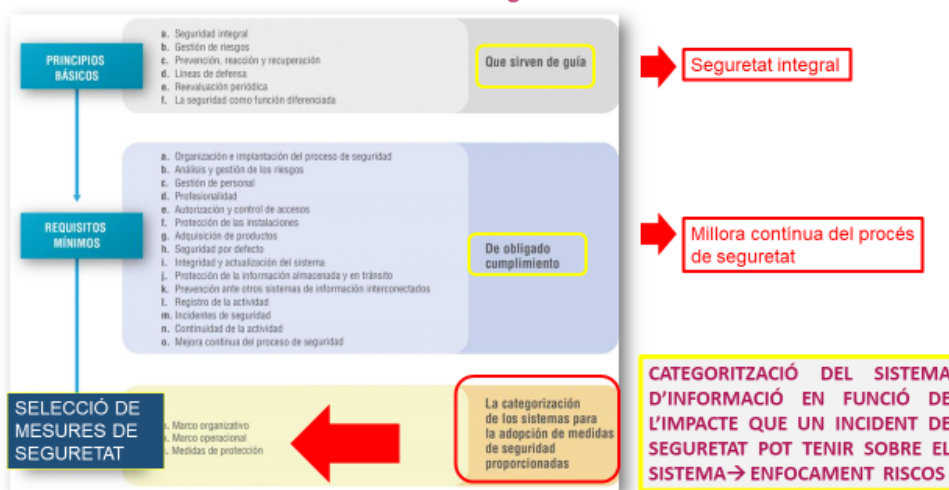 PRINCIPIOS
BÁSICOS
a. Seguridad integral
b. Gestión de riesgos
c. Prevención, reacción y recuperación
d. Líneas de defensa
e. Reevaluación periódica
f. La seguridad como función diferenciada
Que sirven de guía
Seguretat integral
REQUISITOS
MÍNIMOS
a. Organización e implantación del proceso de seguridad
b. Análisis y gestión de los riesgos
c. Gestión de personal
d. Profesionalidad
e. Autorización y control de accesos
f. Protección de las instalaciones
g. Adquisición de productos
h. Seguridad por defecto
i. Integridad y actualización del sistema
j. Protección de la información almacenada y en tránsito
k. Prevención ante otros sistemas de información interconectados
l. Registro de la actividad
m. Incidentes de seguridad
n. Continuidad de la actividad
o. Mejora continua del proceso de seguridad
De obligado
cumplimiento
Millora contínua del procés
de seguretat
SELECCIÓ DE
MESURES DE
SEGURETAT
. Marco organizativo
. Marco operacional
. Medidas de protección
La categorización
de los sistemas para
la adopción de medidas
de seguridad
proporcionadas
CATEGORITZACIÓ DEL SISTEMA
D'INFORMACIÓ EN FUNCIÓ DE
L'IMPACTE QUE UN INCIDENT DE
SEGURETAT POT TENIR SOBRE EL
SISTEMA→ ENFOCAMENT RISCOS